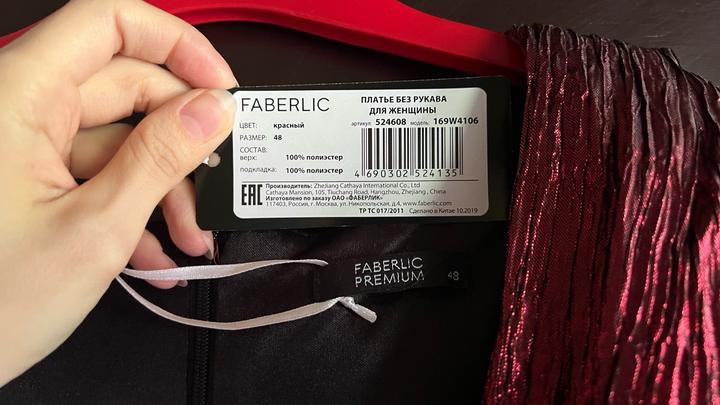 FABERLIC
ПЛАТЬЕ БЕЗ РУКАВА
ДЛЯ ЖЕНЩИНЫ
артикул: 524608 модель: 169W4106
ЦВЕТ: красный
РАЗМЕР: 48
СОСТАВ:
верх: 100% полиэстер
подкладка: 100% полиэстер
4 690302 524135
EAC
Производитель: ZheJiang Cathaya International Co., Ltd
Cathaya Mansion, 105, Tiuchang Road, Hangzhou, Zhejiang , China
Изготовлено по заказу ОАО «ФАБЕРЛИК»
117403, Россия, г. Москва, ул. Никопольская, д.4, www.faberlic.com
ТР ТС 017/2011 Сделано в Китае 10.2019
FABERLIC
PREMIUM 48